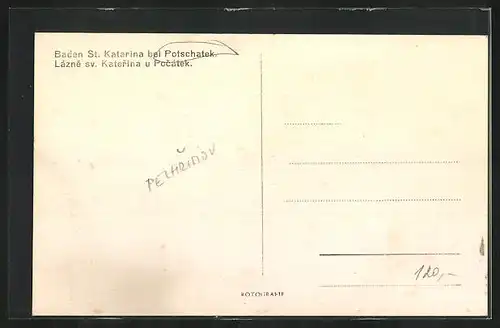 Baden St. Katarina bei Potschatek.
Lázně sv. Kateřina u Počátek.
PELHŘIMOV
120,-
FOTOGRAFIE